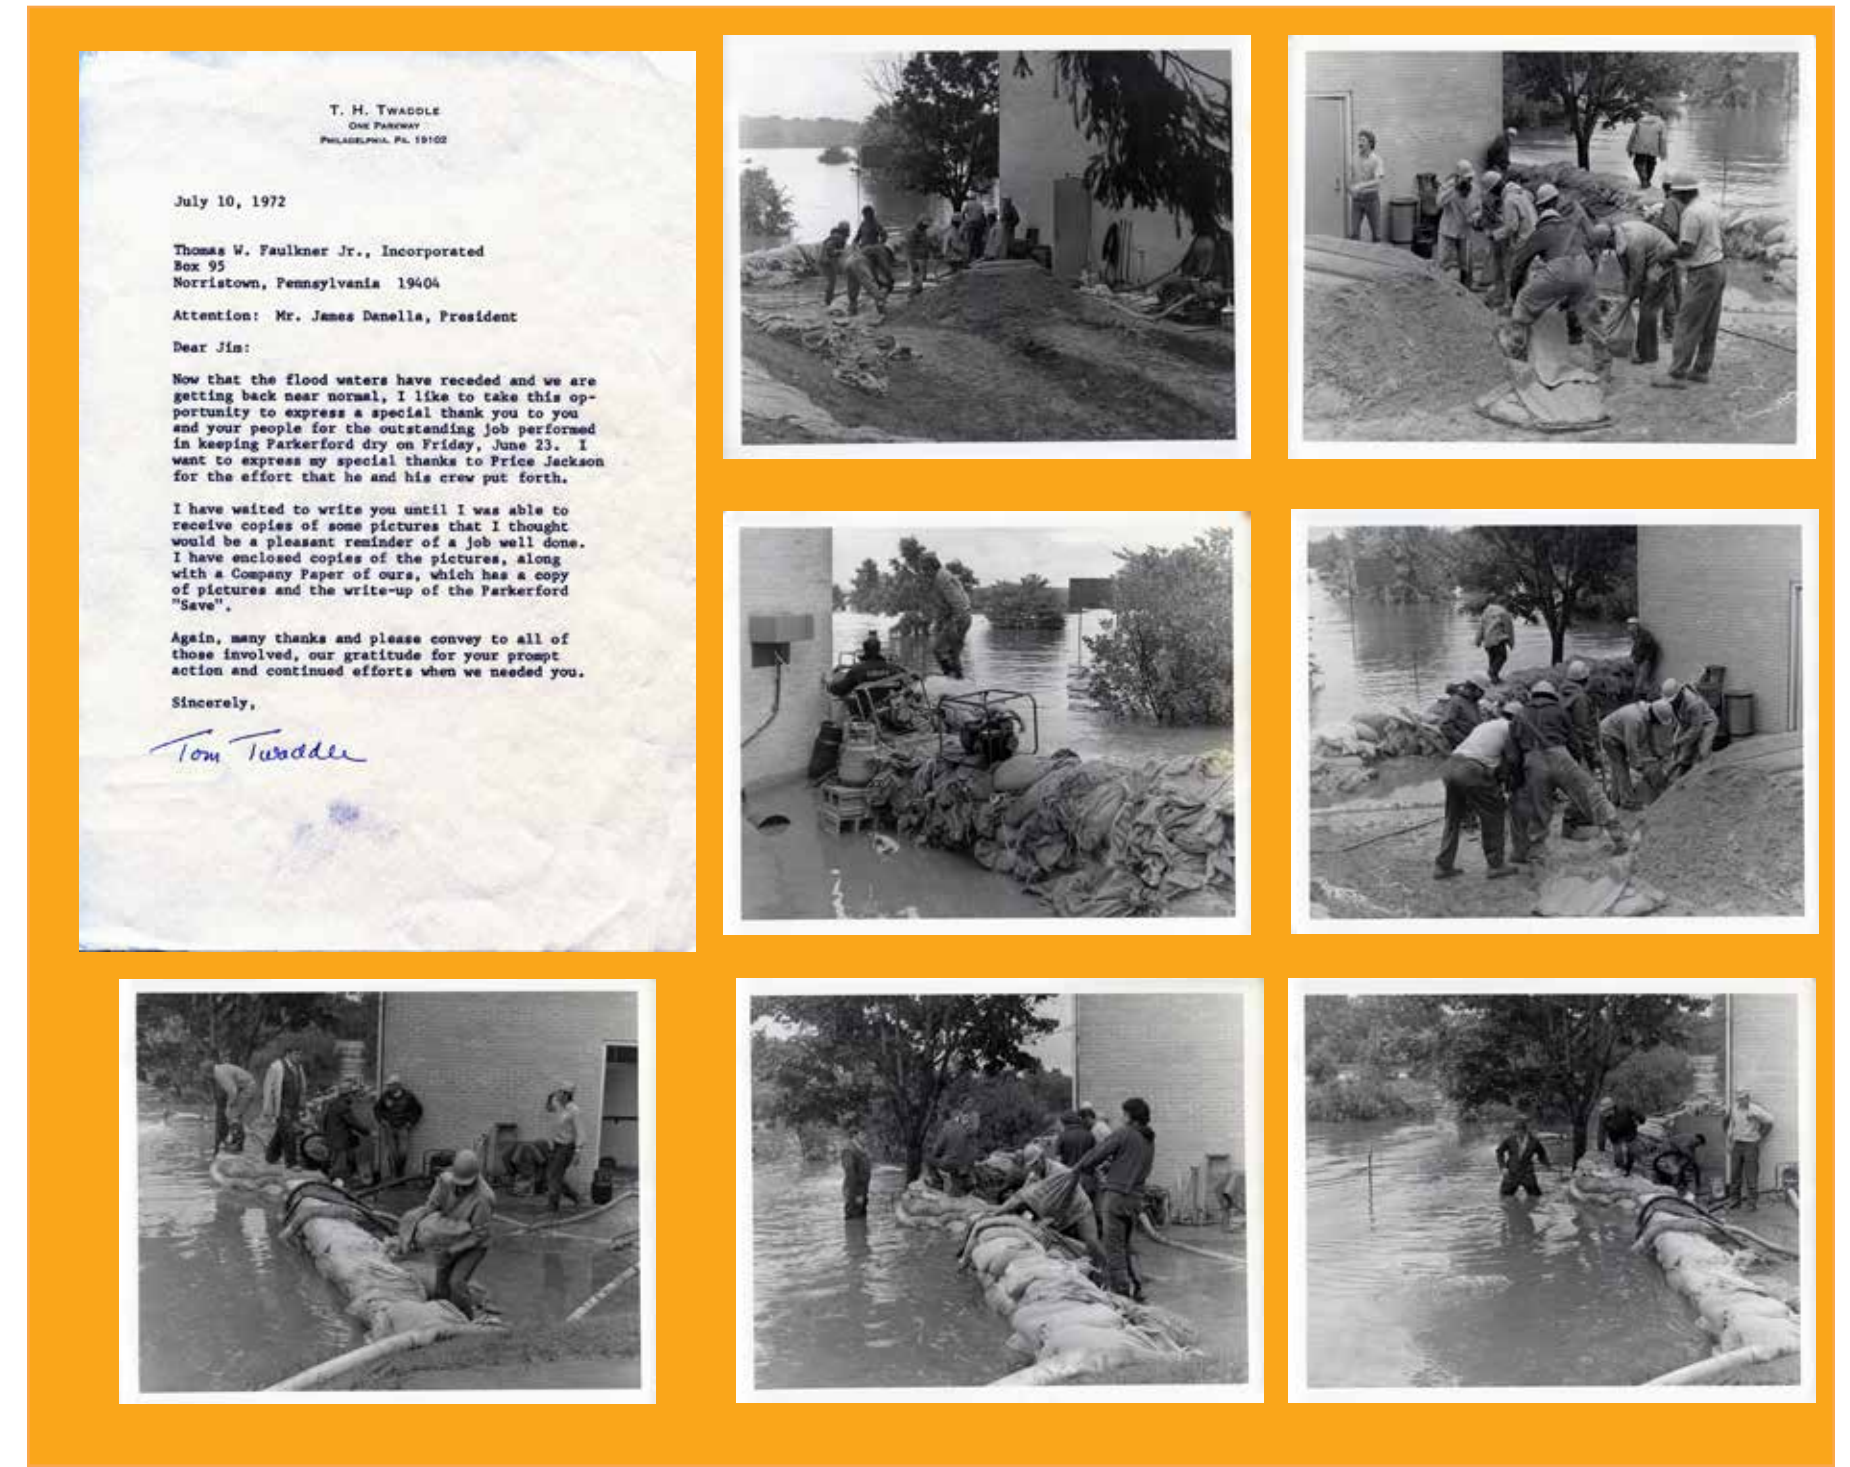 T. H. TWADDLE
ONE PARKWAY
PHILADELPHIA, PA. 19102
July 10, 1972
Thomas W. Faulkner Jr., Incorporated
Box 95
Norristown, Pennsylvania 19404
Attention: Mr. James Danella, President
Dear Jim:
Now that the flood waters have receded and we are
getting back near normal, I like to take this op-
portunity to express a special thank you to you
and your people for the outstanding job performed
in keeping Parkerford dry on Friday, June 23. I
want to express my special thanks to Price Jackson
for the effort that he and his crew put forth.
I have waited to write you until I was able to
receive copies of some pictures that I thought
would be a pleasant reminder of a job well done.
I have enclosed copies of the pictures, along
with a Company Paper of ours, which has a copy
of pictures and the write-up of the Parkerford
"Save".
Again, many thanks and please convey to all of
those involved, our gratitude for your prompt
action and continued efforts when we needed you.
Sincerely,
Tom Twaddle